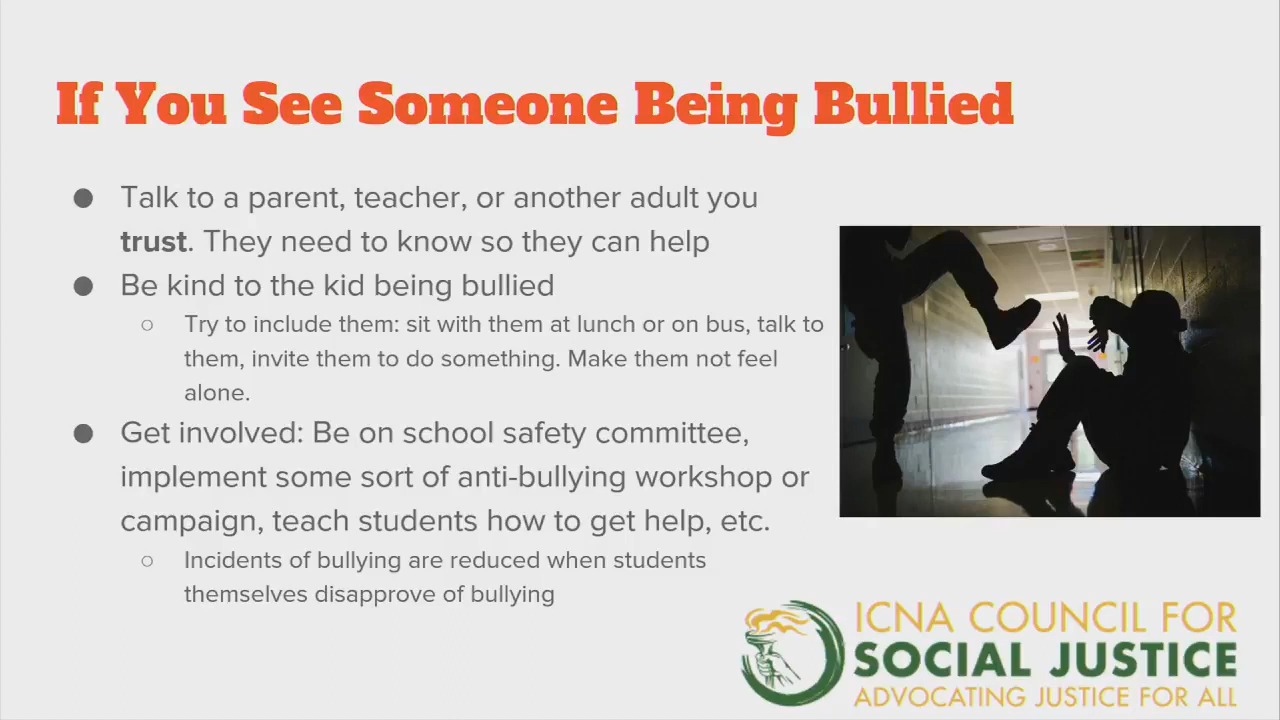 If You See Someone Being Bullied
● Talk to a parent, teacher, or another adult you
trust. They need to know so they can help
● Be kind to the kid being bullied
○ Try to include them: sit with them at lunch or on bus, talk to
them, invite them to do something. Make them not feel
alone.
● Get involved: Be on school safety committee,
implement some sort of anti-bullying workshop or
campaign, teach students how to get help, etc.
○ Incidents of bullying are reduced when students
themselves disapprove of bullying
ICNA COUNCIL FOR
SOCIAL JUSTICE
ADVOCATING JUSTICE FOR ALL